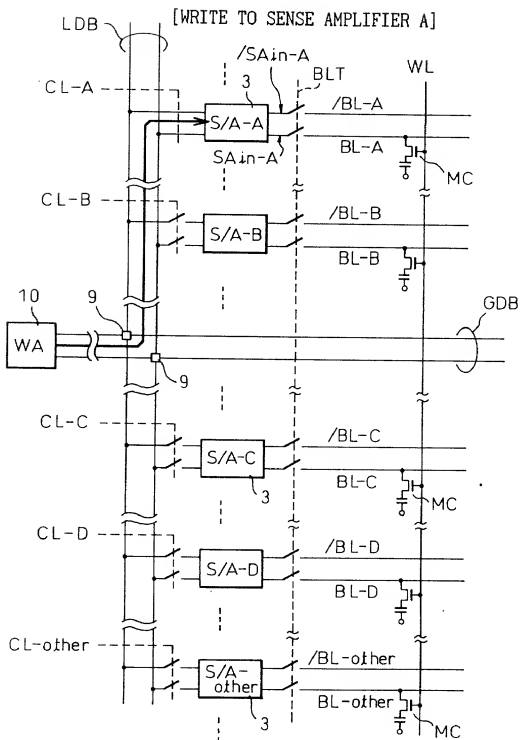 [WRITE TO SENSE AMPLIFIER A]
LDB
/SAin-A
CL-A
3
BLT
WL
/BL-A
S/A-A
BL-A
SAin-A
MC
CL-B
/BL-B
S/A-B
BL-B
10
9
GDB
WA
9
CL-C
/BL-C
S/A-C
BL-C
3
MC
CL-D
/BL-D
S/A-D
BL-D
CL-other
/BL-other
S/A-
other
BL-other
3
MC